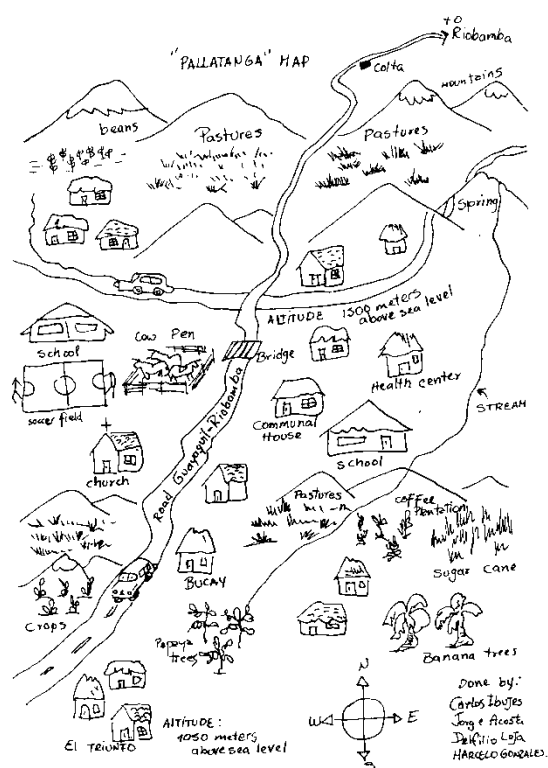 to
Riobamba
"PALLATANGA" MAP
Colta
MOUNTAINS
beans
Pastures
Pastures
Spring
ALTITUDE 1300 meters
above sea level
School
Cow Pen
Bridge
Health center
soccer field
Communal
House
STREAM
church
School
Road Guayaquil-Riobamba
Pastures
coffee
Plantation
Sugar cane
BUCAY
Crops
Papaya
trees
Banana trees
N
W
E
S
Done by:
Carlos Ibujes
Jorge Acosta
Loja
MARCELO GONZALES.
ALTITUDE:
1050 meters
above sea level
El TRIUNFO